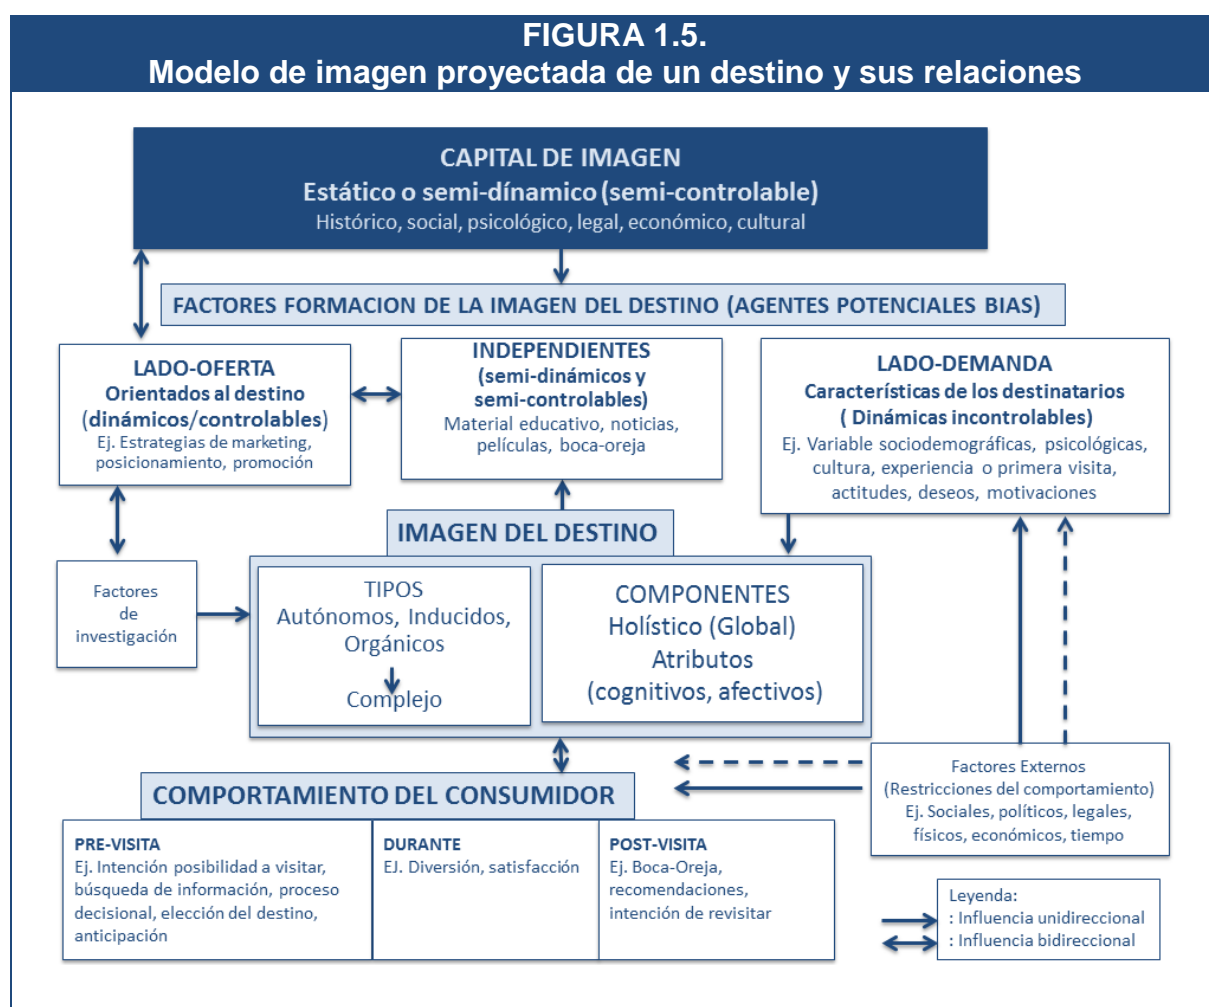 FIGURA 1.5.
Modelo de imagen proyectada de un destino y sus relaciones
CAPITAL DE IMAGEN
Estático o semi-dínamico (semi-controlable)
Histórico, social, psicológico, legal, económico, cultural
FACTORES FORMACION DE LA IMAGEN DEL DESTINO (AGENTES POTENCIALES BIAS)
LADO-OFERTA
Orientados al destino
(dinámicos/controlables)
Ej. Estrategias de marketing,
posicionamiento, promoción
INDEPENDIENTES
(semi-dinámicos y
semi-controlables)
Material educativo, noticias,
películas, boca-oreja
LADO-DEMANDA
Características de los destinatarios
( Dinámicas incontrolables)
Ej. Variable sociodemográficas, psicológicas,
cultura, experiencia o primera visita,
actitudes, deseos, motivaciones
IMAGEN DEL DESTINO
Factores
de
investigación
TIPOS
Autónomos, Inducidos,
Orgánicos
Complejo
COMPONENTES
Holístico (Global)
Atributos
(cognitivos, afectivos)
Factores Externos
(Restricciones del comportamiento)
Ej. Sociales, políticos, legales,
físicos, económicos, tiempo
COMPORTAMIENTO DEL CONSUMIDOR
PRE-VISITA
Ej. Intención posibilidad a visitar,
búsqueda de información, proceso
decisional, elección del destino,
anticipación
DURANTE
EJ. Diversión, satisfacción
POST-VISITA
Ej. Boca-Oreja,
recomendaciones,
intención de revisitar
Leyenda:
: Influencia unidireccional
: Influencia bidireccional